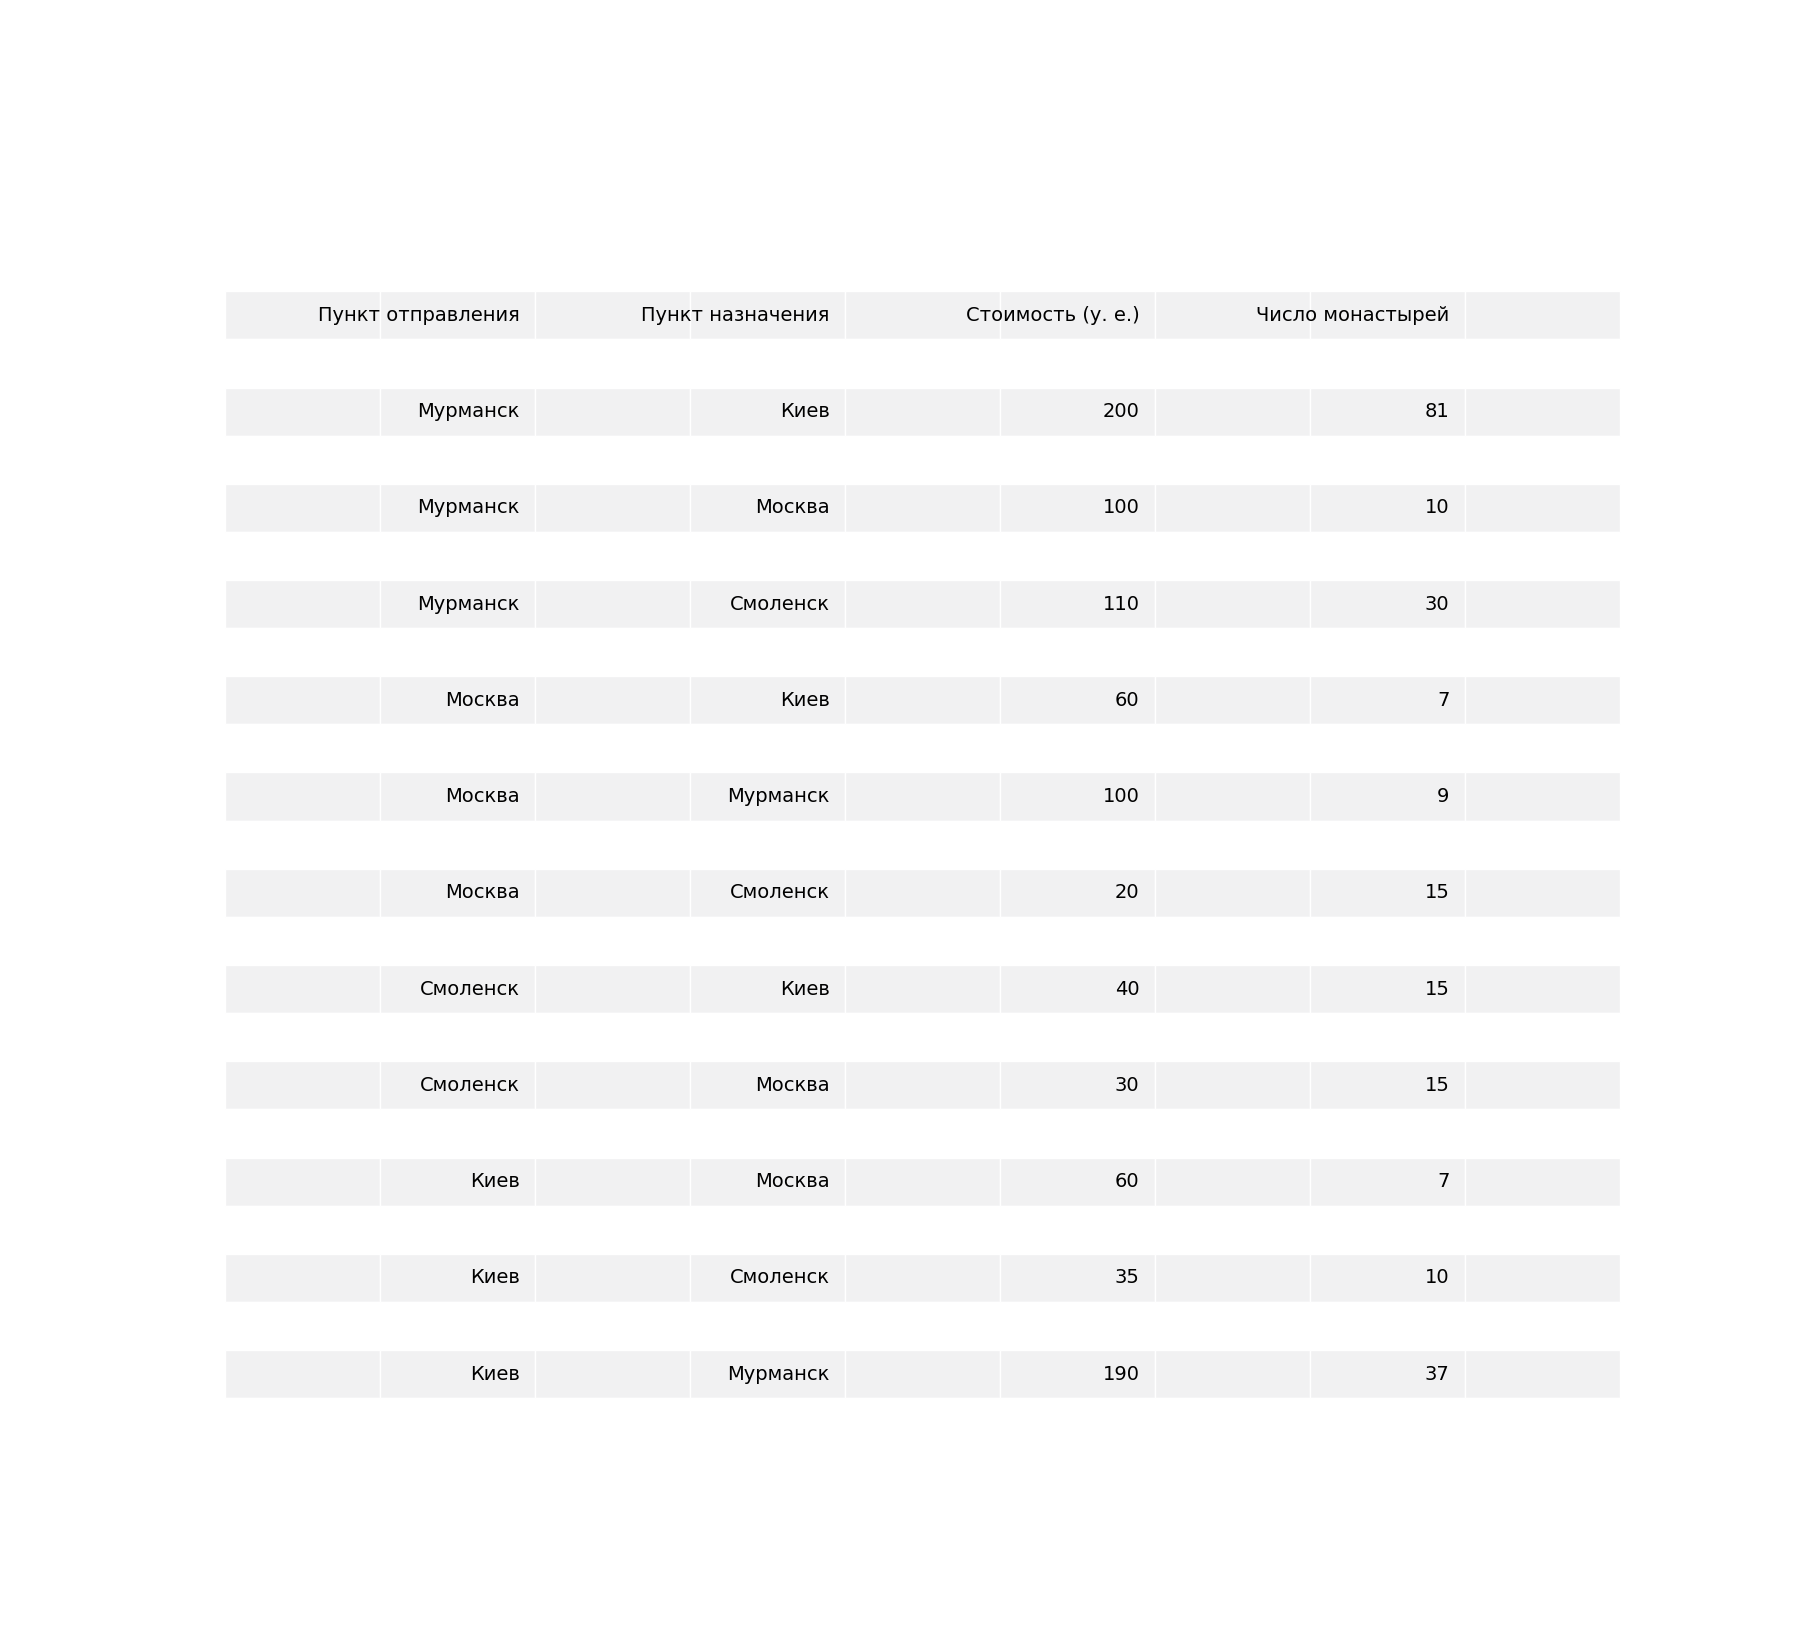 Пункт отправления Пункт назначения Стоимость (у. е.) Число монастырей
Мурманск Киев 200 81
Мурманск Москва 100 10
Мурманск Смоленск 110 30
Москва Киев 60 7
Москва Мурманск 100 9
Москва Смоленск 20 15
Смоленск Киев 40 15
Смоленск Москва 30 15
Киев Москва 60 7
Киев Смоленск 35 10
Киев Мурманск 190 37